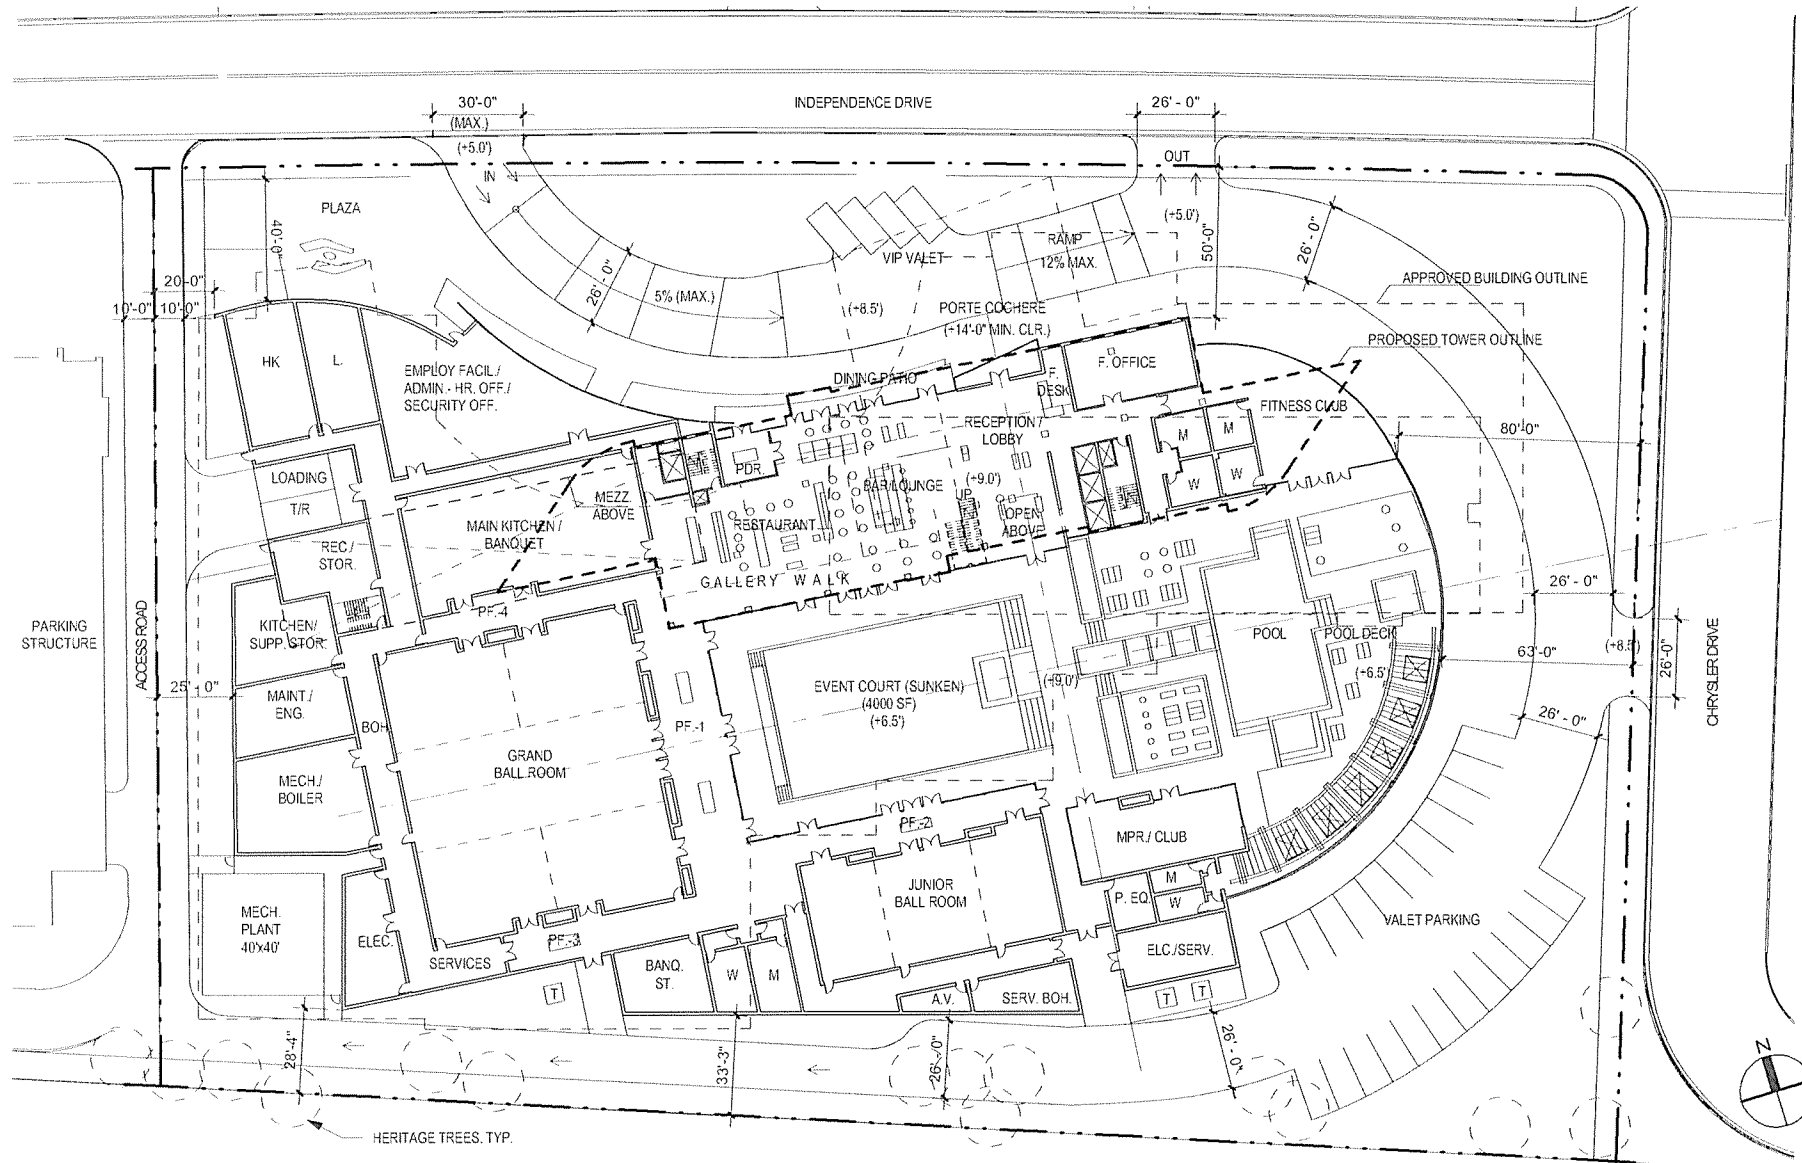 30'-0"
(MAX.)
(+5.0')
INDEPENDENCE DRIVE
26' - 0"
IN
OUT
PLAZA
40'-0"
(+5.0')
50'-0"
26' - 0"
VIP VALET
RAMP
12% MAX.
APPROVED BUILDING OUTLINE
20-0"
10'-0"
10'-0"
26' - 0"
5% (MAX.)
(+8.5')
PORTE COCHERE
(+14'-0" MIN. CLR.)
PROPOSED TOWER OUTLINE
HK
L.
EMPLOY FACIL./
ADMIN.- HR. OFF./
SECURITY OFF.
DINING PATIO
F.
DESK
F. OFFICE
FITNESS CLUB
RECEPTION /
LOBBY
M
M
80'-0"
LOADING
T/R
PDR.
MEZZ.
ABOVE
BAR/LOUNGE
(+9.0')
UP
W
W
MAIN KITCHEN /
BANQUET
RESTAURANT
OPEN
ABOVE
REC./
STOR.
GALLERY WALK
26' - 0"
PF.-4
PARKING
STRUCTURE
ACCESS ROAD
KITCHEN/
SUPP. STOR.
POOL
POOL DECK
(+6.5')
63'-0"
(+8.5')
26'-0"
CHRYSLER DRIVE
25' - 0"
MAINT./
ENG.
BOH
PF.-1
EVENT COURT (SUNKEN)
(4000 SF)
(+6.5')
(+9.0')
26' - 0"
GRAND
BALL ROOM
MECH./
BOILER
PF.-2
MPR./ CLUB
JUNIOR
BALL ROOM
M
W
P. EQ.
VALET PARKING
MECH.
PLANT
40'x40'
ELEC.
PF.-3
SERVICES
BANQ.
ST.
W
M
ELC./SERV.
T
A.V.
SERV. BOH.
T
T
28'-4"
33'-3"
26'-0"
26' - 0"
N
HERITAGE TREES. TYP.